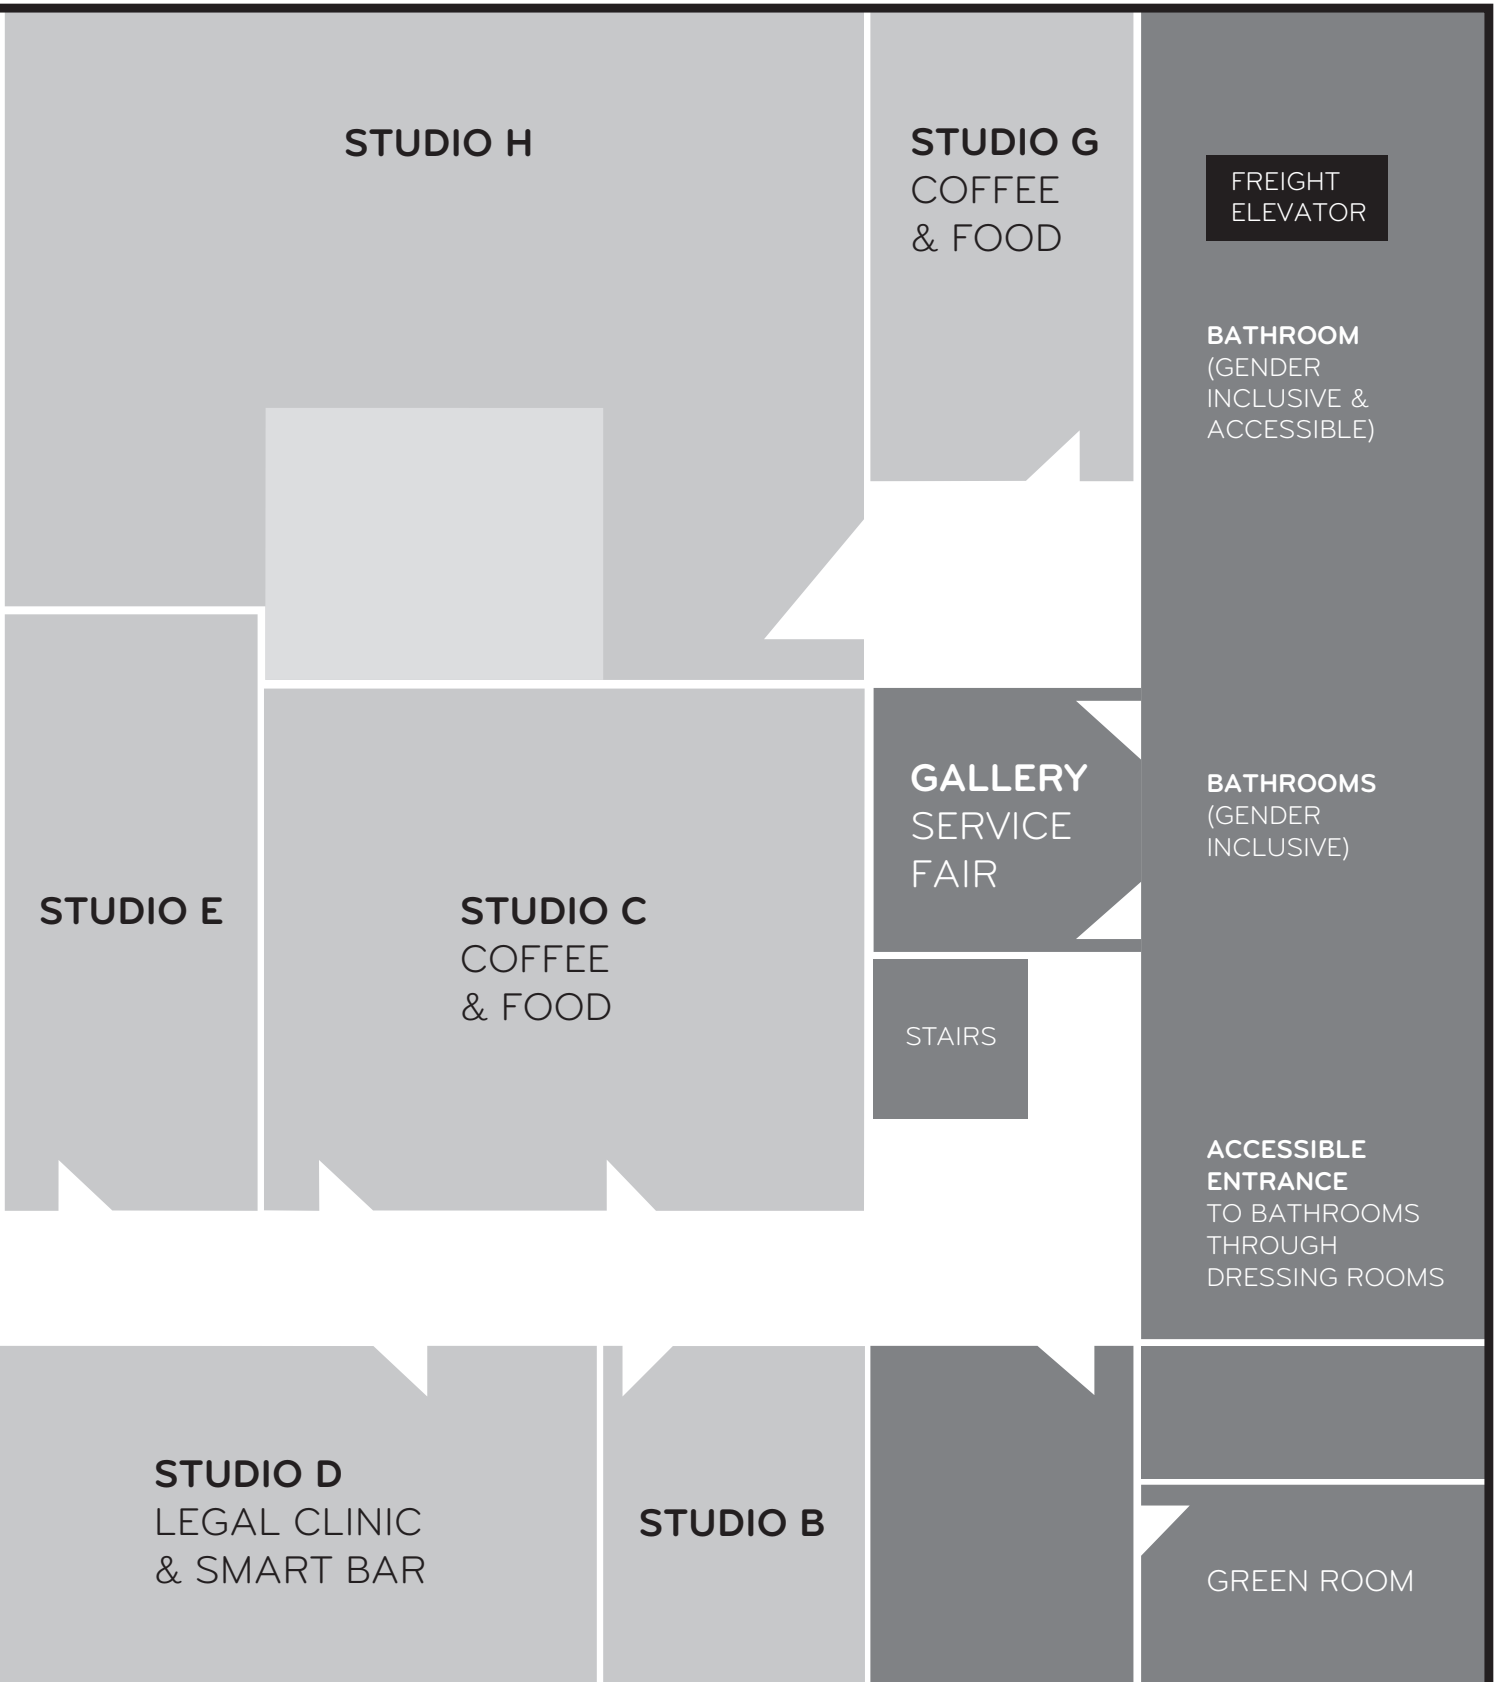 STUDIO H
STUDIO G
COFFEE
& FOOD
FREIGHT
ELEVATOR
BATHROOM
(GENDER
INCLUSIVE &
ACCESSIBLE)
GALLERY
SERVICE
FAIR
BATHROOMS
(GENDER
INCLUSIVE)
STUDIO E
STUDIO C
COFFEE
& FOOD
STAIRS
ACCESSIBLE
ENTRANCE
TO BATHROOMS
THROUGH
DRESSING ROOMS
STUDIO D
LEGAL CLINIC
& SMART BAR
STUDIO B
GREEN ROOM